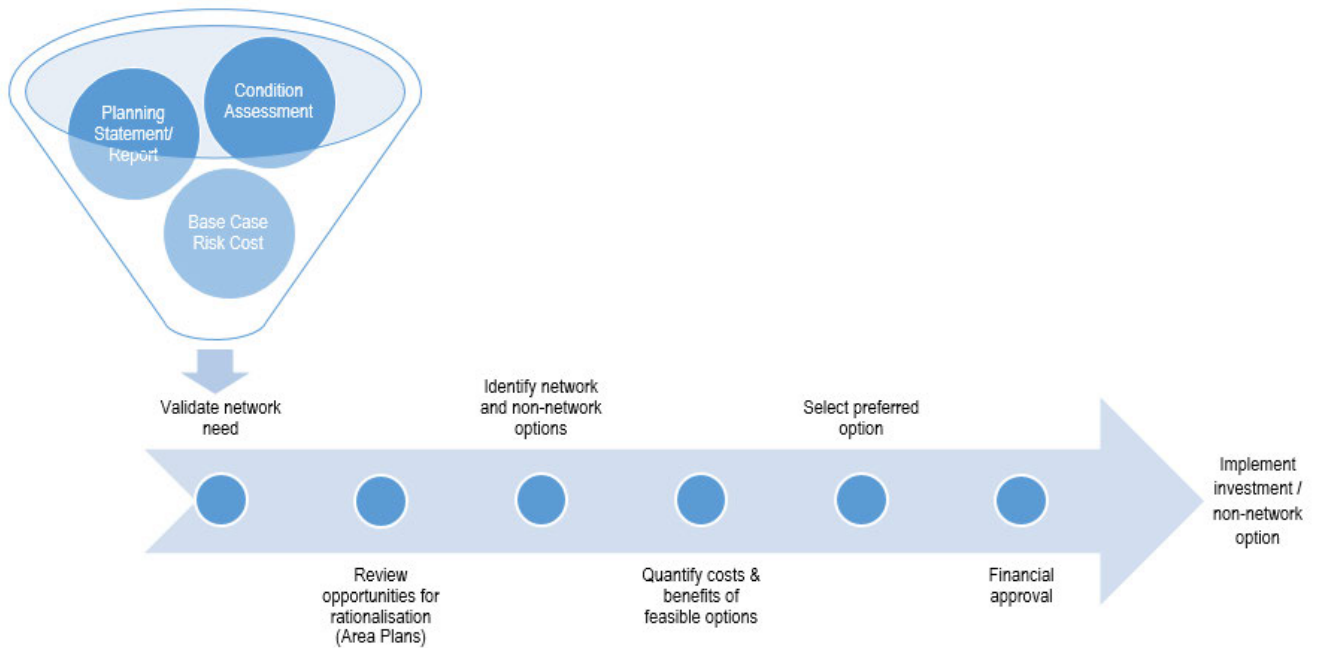 Condition
Assessment
Planning
Statement/
Report
Base Case
Risk Cost
Validate network
need
Review
opportunities for
rationalisation
(Area Plans)
Identify network
and non-network
options
Quantify costs &
benefits of
feasible options
Select preferred
option
Financial
approval
Implement
investment /
non-network
option